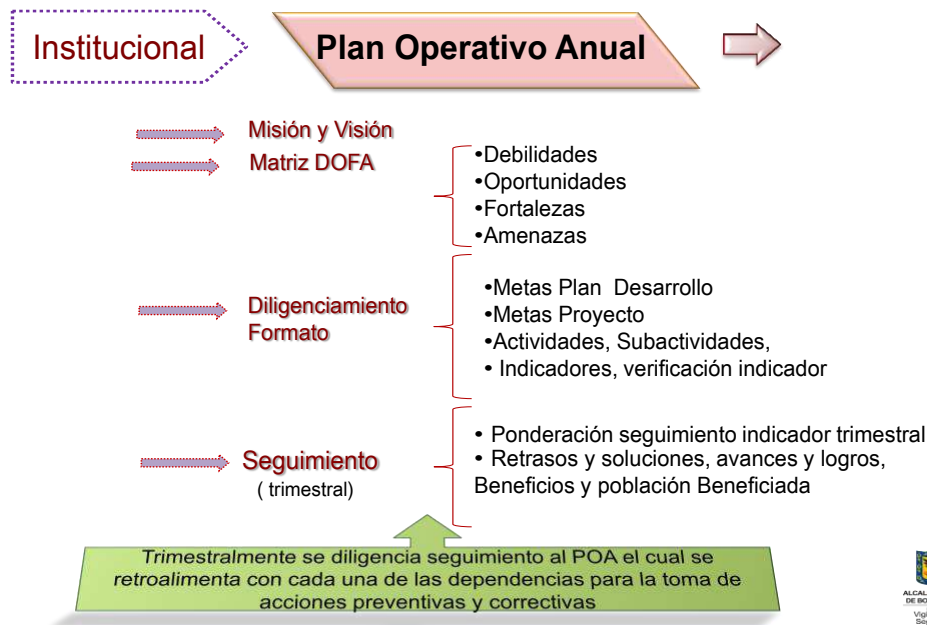 Institucional
Plan Operativo Anual
Misión y Visión
Matriz DOFA
•Debilidades
•Oportunidades
•Fortalezas
•Amenazas
Diligenciamiento
Formato
•Metas Plan Desarrollo
•Metas Proyecto
•Actividades, Subactividades,
• Indicadores, verificación indicador
Seguimiento
( trimestral)
• Ponderación seguimiento indicador trimestral
• Retrasos y soluciones, avances y logros,
Beneficios y población Beneficiada
Trimestralmente se diligencia seguimiento al POA el cual se
retroalimenta con cada una de las dependencias para la toma de
acciones preventivas y correctivas
DE BO